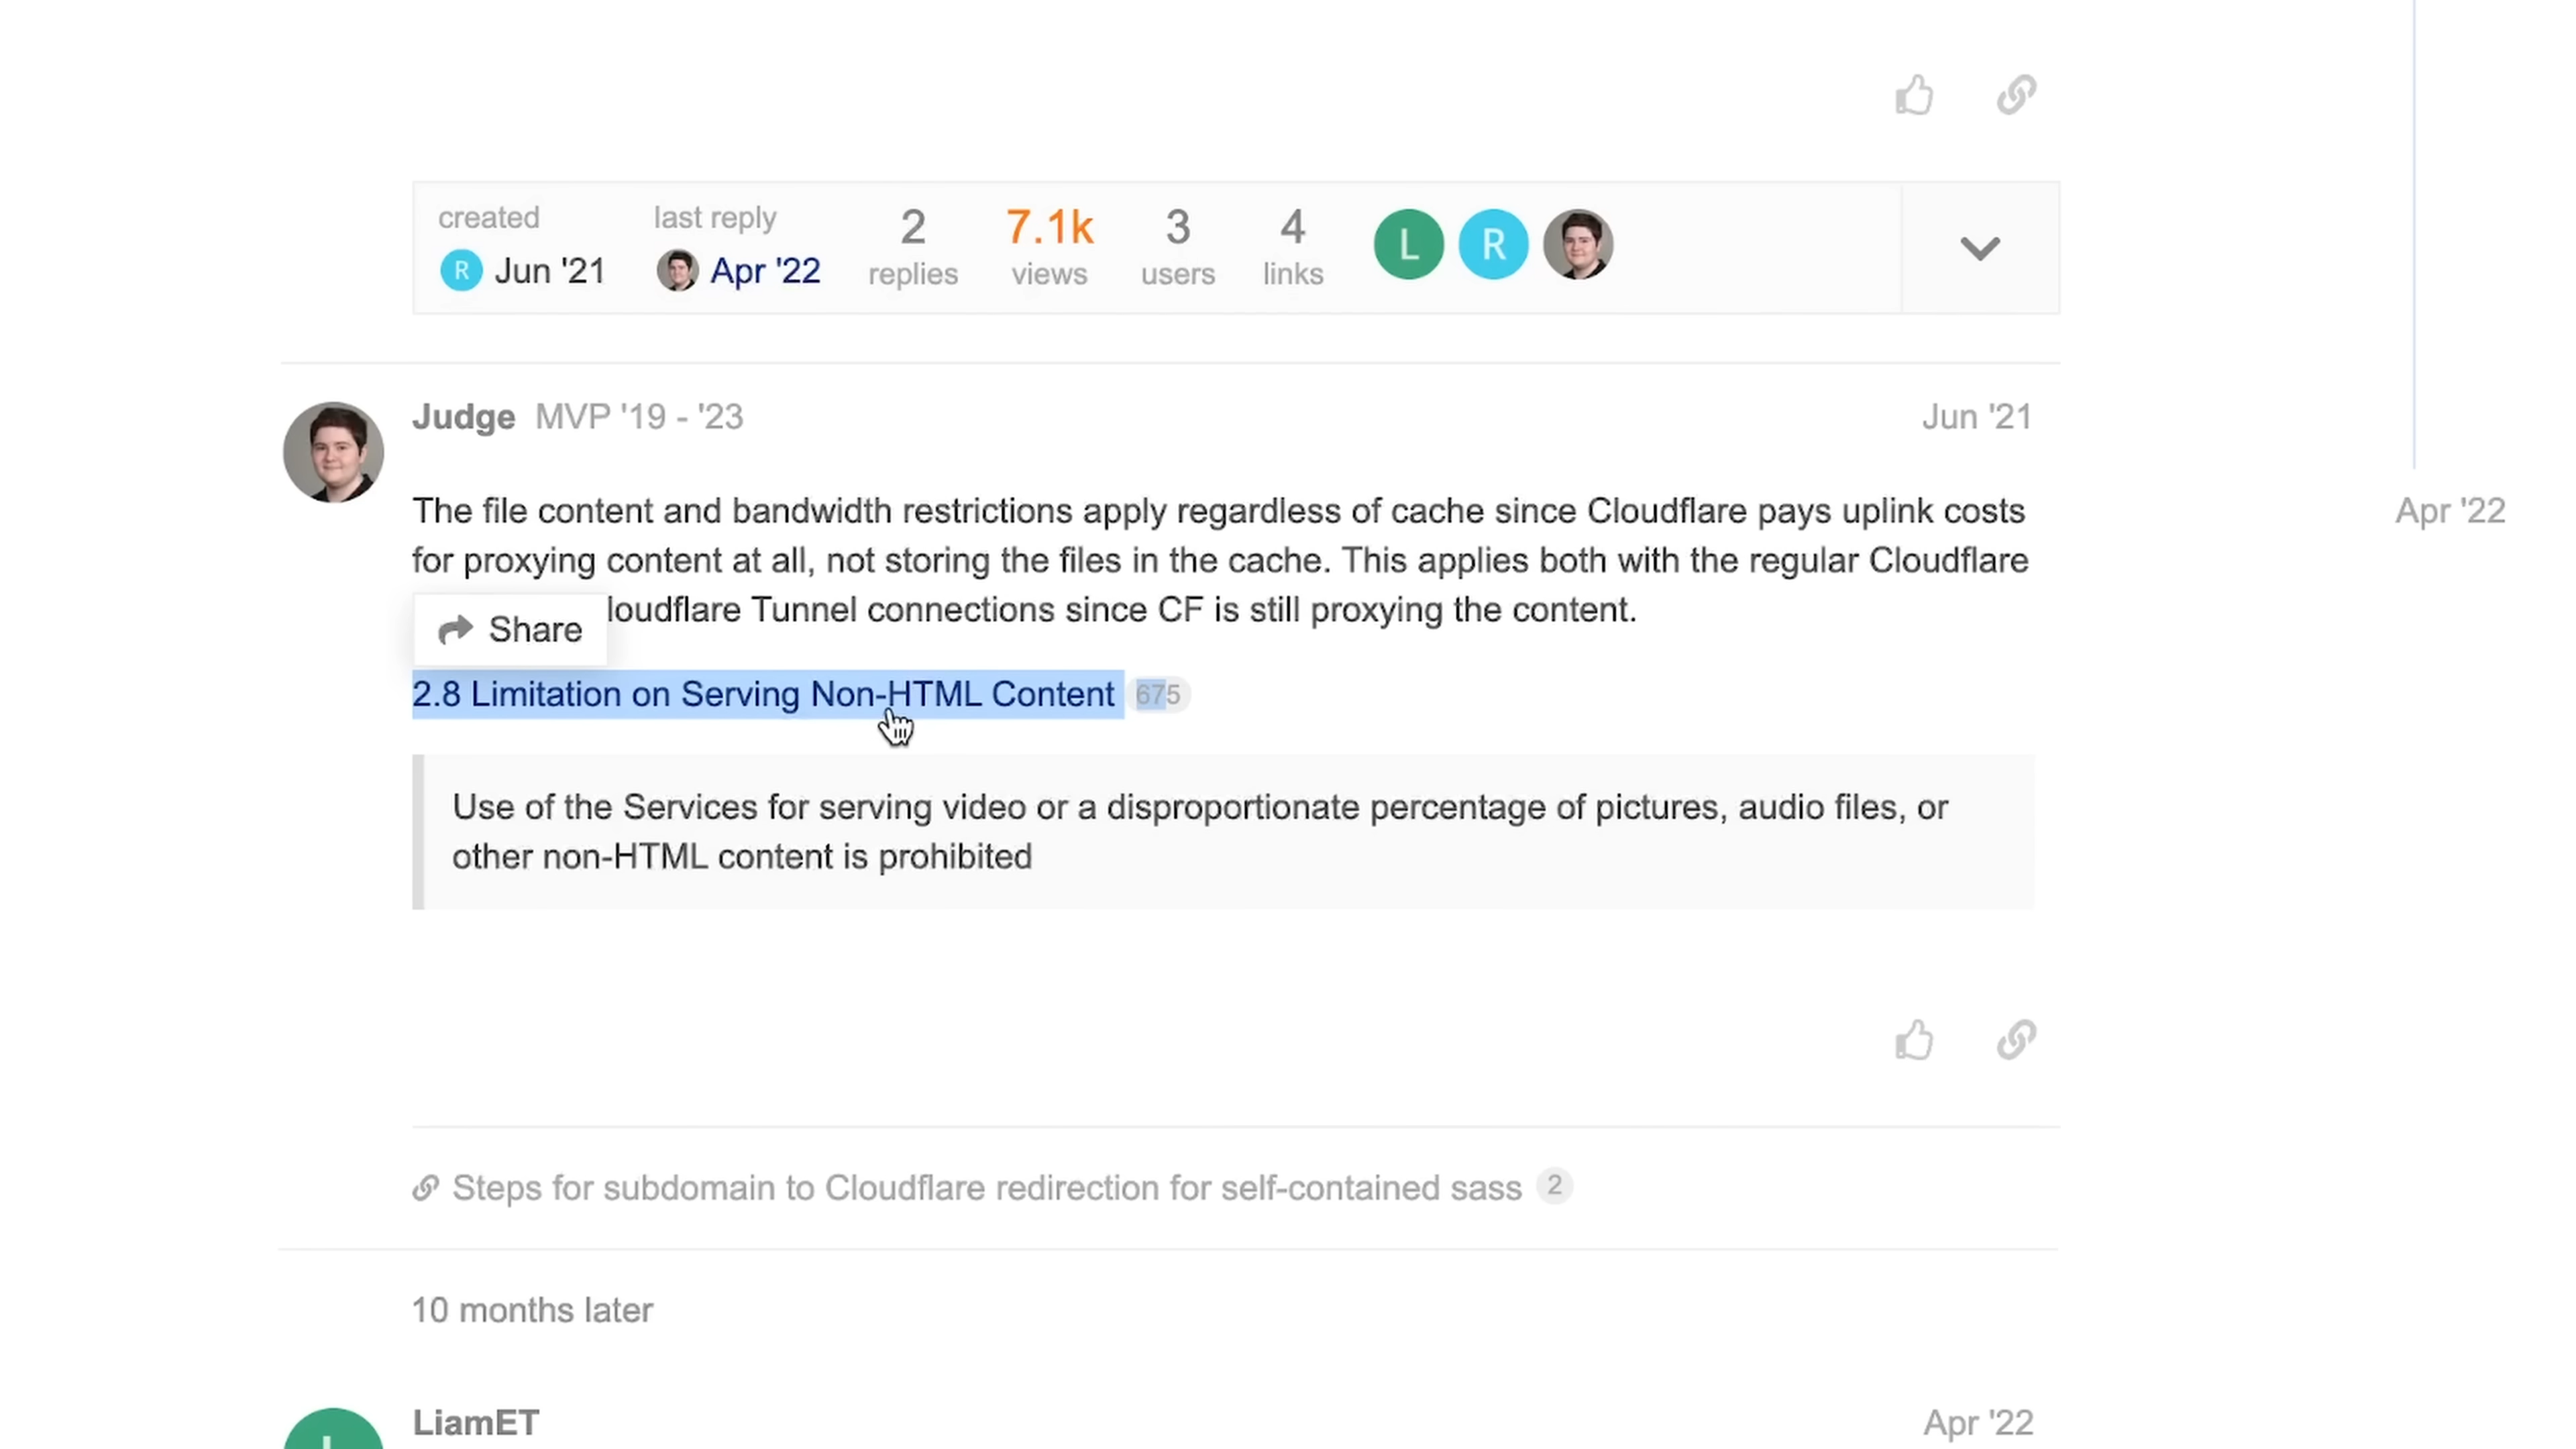 created
R Jun '21
last reply
Apr '22
2
replies
7.1k
views
3
users
4
links
L R
Judge MVP '19 - '23 Jun '21
The file content and bandwidth restrictions apply regardless of cache since Cloudflare pays uplink costs
for proxying content at all, not storing the files in the cache. This applies both with the regular Cloudflare
loudflare Tunnel connections since CF is still proxying the content.
Share
Apr '22
2.8 Limitation on Serving Non-HTML Content 675
Use of the Services for serving video or a disproportionate percentage of pictures, audio files, or
other non-HTML content is prohibited
Steps for subdomain to Cloudflare redirection for self-contained sass 2
10 months later
LiamET Apr '22